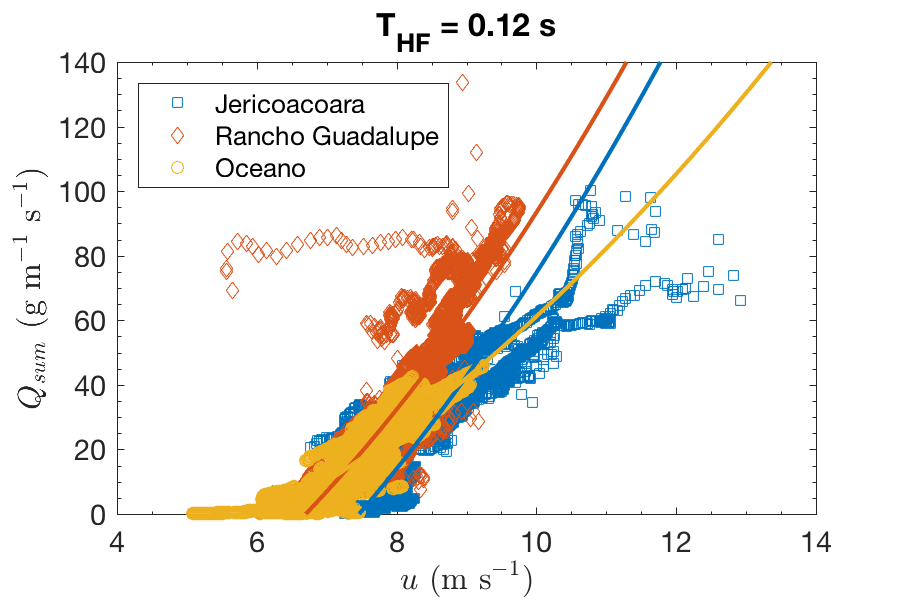 T_HF = 0.12 s
140
120
100
80
60
40
20
0
Q_sum (g m^−1 s^−1)
Jericoacoara
Rancho Guadalupe
Oceano
4 6 8 10 12 14
u (m s^−1)